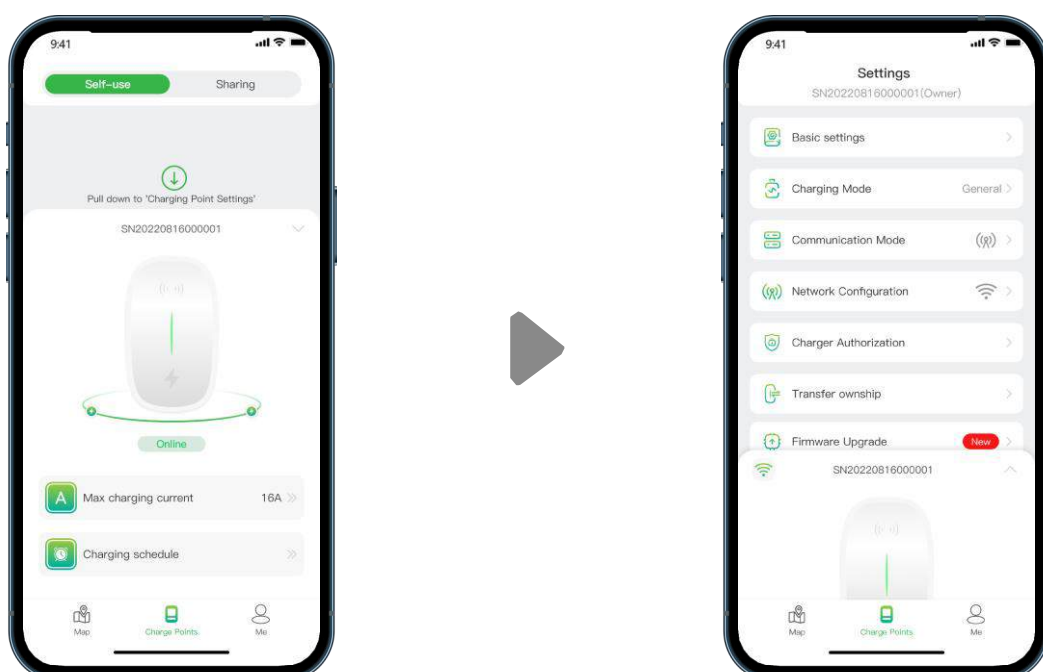 9:41
Self-use
Sharing
Pull down to 'Charging Point Settings'
SN20220816000001
Online
A
Max charging current 16A
Charging schedule
Map
Charge Points.
Me
9:41
Settings
SN20220816000001(Owner)
Basic settings
Charging Mode General
Communication Mode
Network Configuration
Charger Authorization
Transfer ownship
Firmware Upgrade New
SN20220816000001
Map
Charge Points
Me